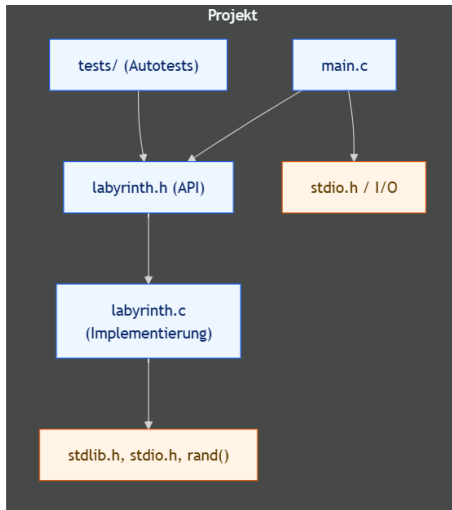 Projekt
tests/ (Autotests)
main.c
labyrinth.h (API)
stdio.h / I/O
labyrinth.c
(Implementierung)
stdlib.h, stdio.h, rand()